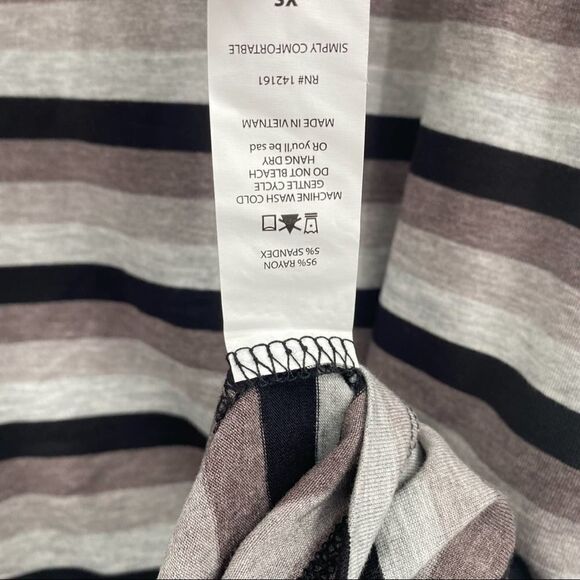 95% RAYON
5% SPANDEX
MACHINE WASH COLD
GENTLE CYCLE
DO NOT BLEACH
HANG DRY
OR you'll be sad
MADE IN VIETNAM
RN# 142161
SIMPLY COMFORTABLE
XS